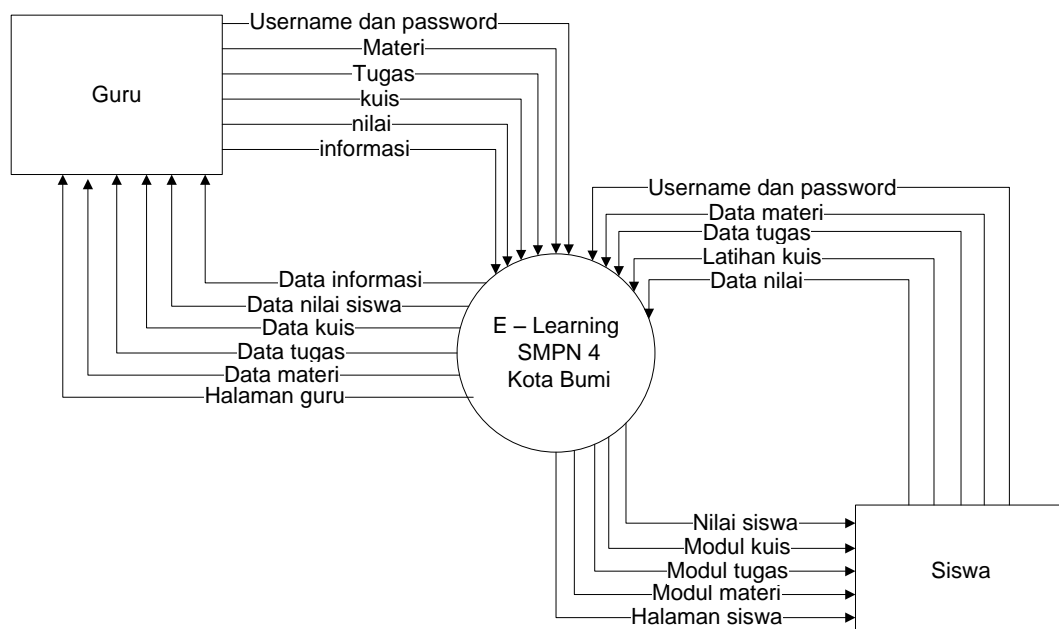 Username dan password
Materi
Tugas
Guru
kuis
nilai
informasi
Username dan password
Data materi
Data tugas
Latihan kuis
Data nilai
Data informasi
Data nilai siswa
Data kuis
Data tugas
Data materi
Halaman guru
E – Learning
SMPN 4
Kota Bumi
Nilai siswa
Modul kuis
Modul tugas
Modul materi
Halaman siswa
Siswa